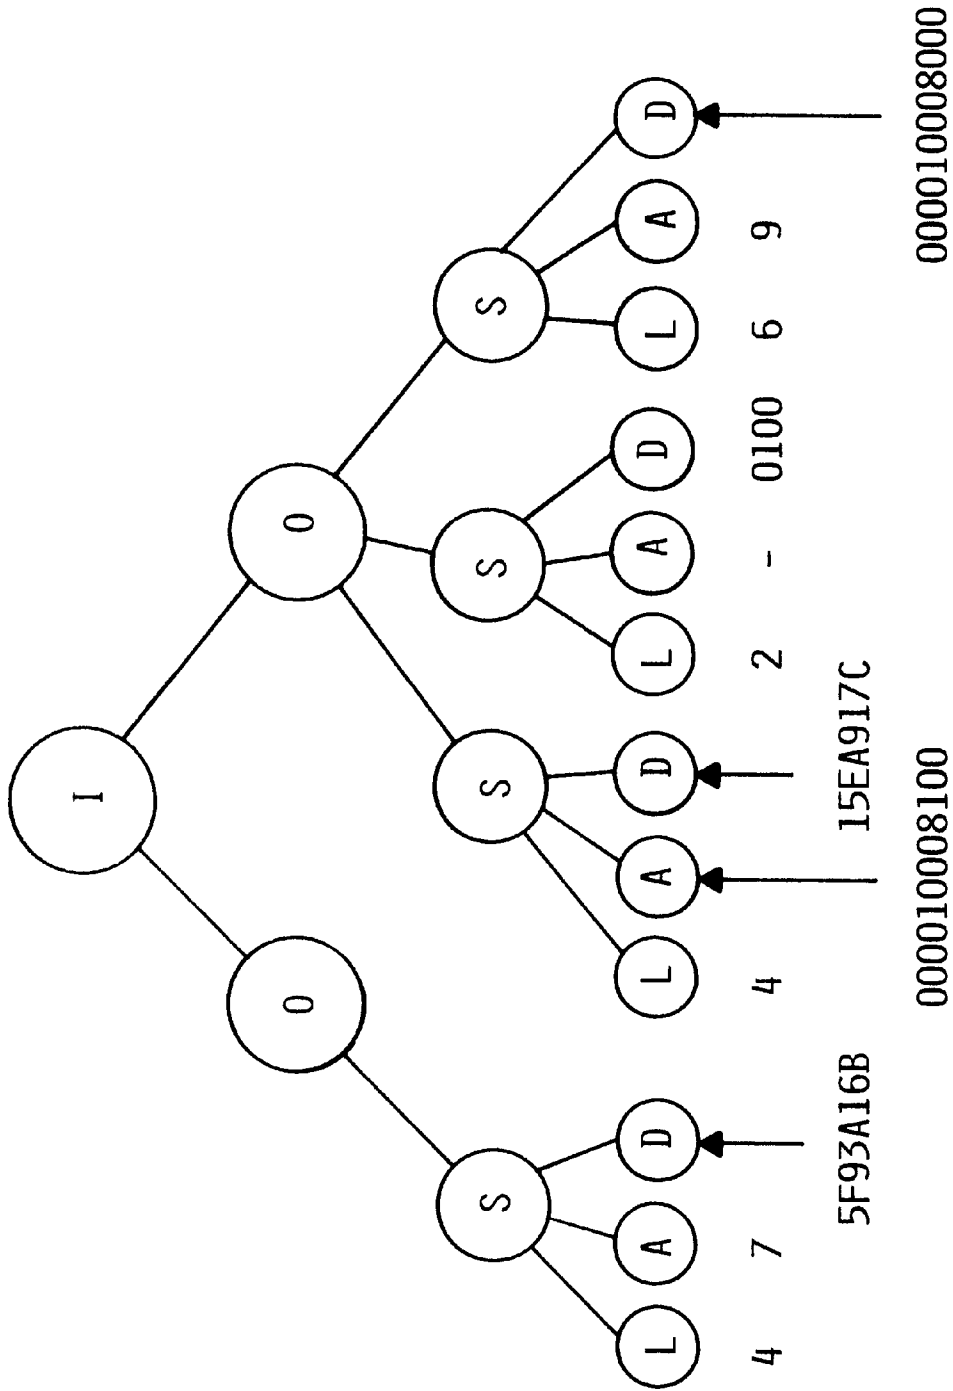 I
O O
S S S S
L A D L A D L A D L A D
4 7 4 2 - 0100 6 9
5F93A16B 15EA917C
000010008100 000010008000